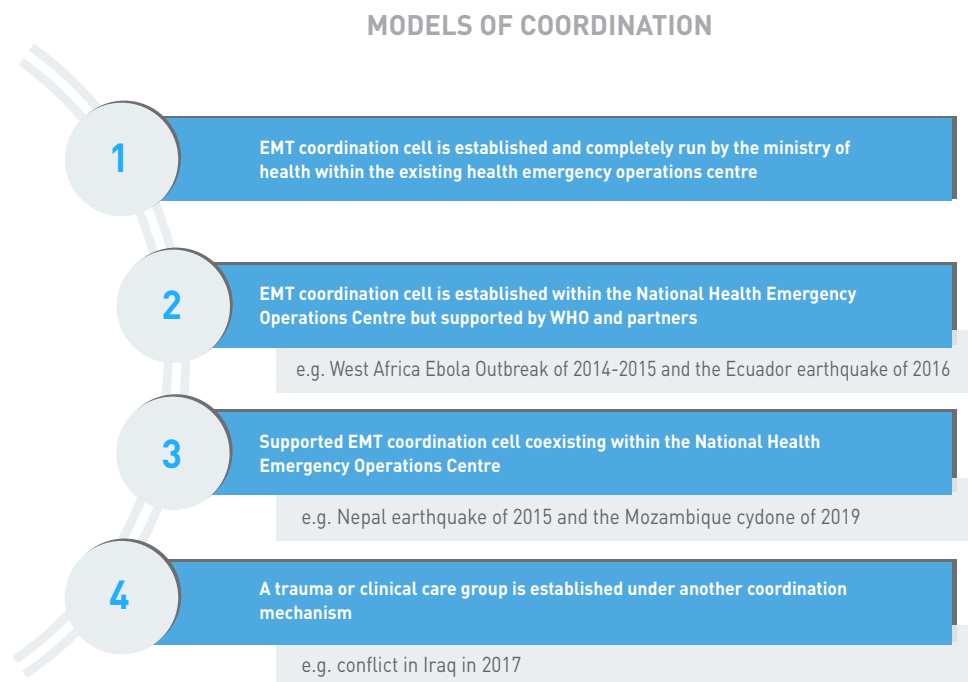 MODELS OF COORDINATION
1
EMT coordination cell is established and completely run by the ministry of
health within the existing health emergency operations centre
2
EMT coordination cell is established within the National Health Emergency
Operations Centre but supported by WHO and partners
e.g. West Africa Ebola Outbreak of 2014-2015 and the Ecuador earthquake of 2016
3
Supported EMT coordination cell coexisting within the National Health
Emergency Operations Centre
e.g. Nepal earthquake of 2015 and the Mozambique cydone of 2019
4
A trauma or clinical care group is established under another coordination
mechanism
e.g. conflict in Iraq in 2017